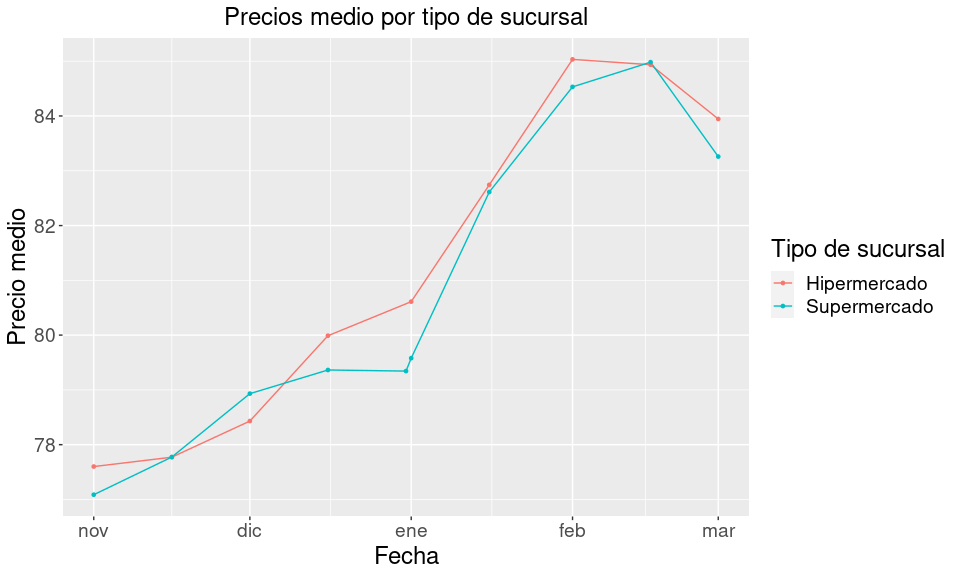 Precios medio por tipo de sucursal
Precio medio
84
82
80
78
nov
dic
ene
feb
mar
Fecha
Tipo de sucursal
Hipermercado
Supermercado